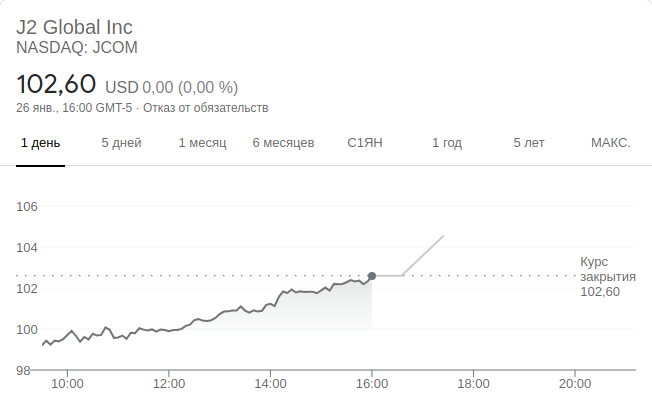 J2 Global Inc
NASDAQ: JCOM
102,60 USD 0,00 (0,00 %)
26 янв., 16:00 GMT-5 · Отказ от обязательств
1 день 5 дней 1 месяц 6 месяцев С1ЯН 1 год 5 лет МАКС.
106
104
102
100
98
Курс
закрытия
102,60
10:00 12:00 14:00 16:00 18:00 20:00